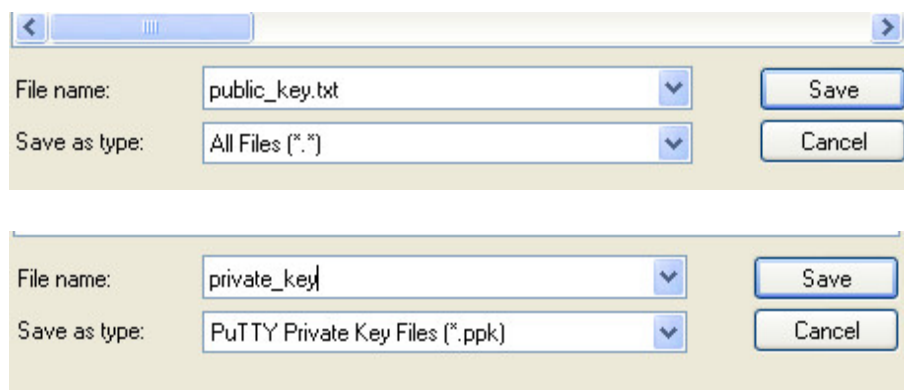 File name: public_key.txt Save
Save as type: All Files (*.*) Cancel
File name: private_key Save
Save as type: PuTTY Private Key Files (*.ppk) Cancel